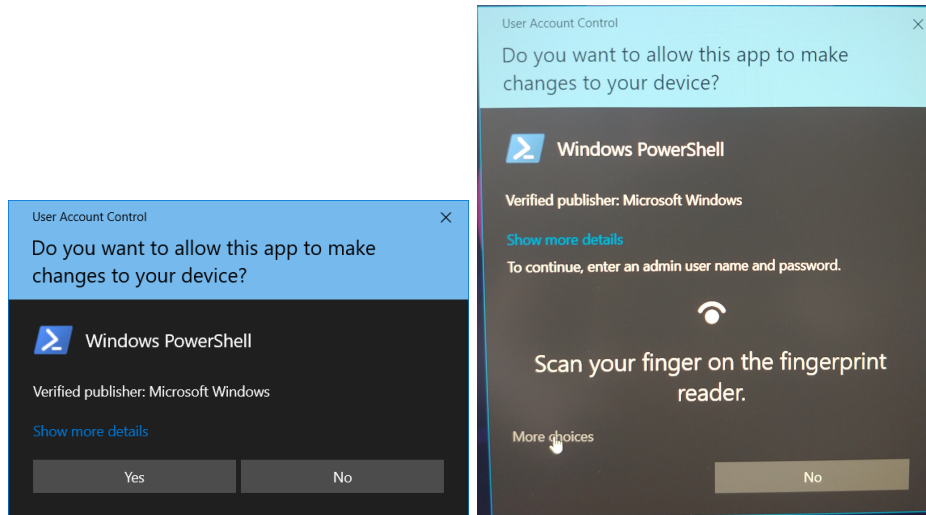 User Account Control
Do you want to allow this app to make
changes to your device?
Windows PowerShell
Verified publisher: Microsoft Windows
Show more details
Yes
No
User Account Control
Do you want to allow this app to make
changes to your device?
Windows PowerShell
Verified publisher: Microsoft Windows
Show more details
To continue, enter an admin user name and password.
Scan your finger on the fingerprint
reader.
More choices
No